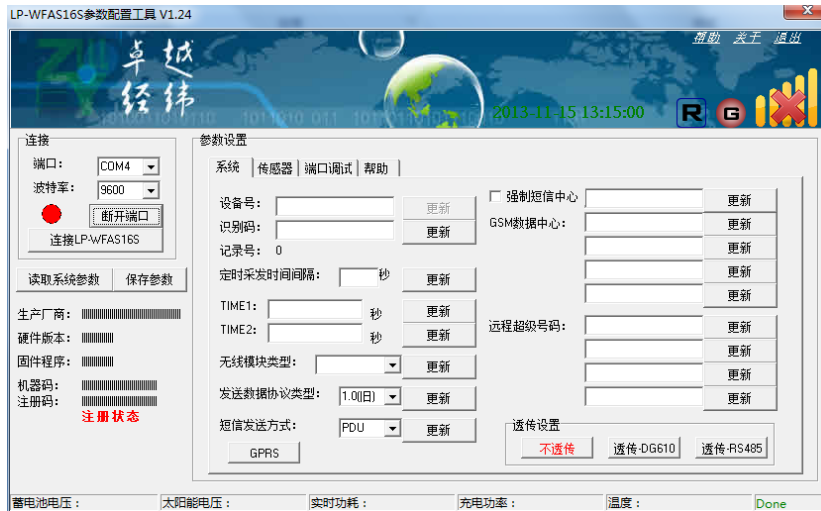 LP-WFAS16S参数配置工具 V1.24
帮助 关于 退出
卓越
经纬
2013-11-15 13:15:00
R G
连接
端口： COM4
波特率： 9600
断开端口
连接LP-WFAS16S
读取系统参数 保存参数
生产厂商：
硬件版本：
固件程序：
机器码：
注册码：
注册状态
参数设置
系统 传感器 端口调试 帮助
设备号： 更新
识别码： 更新
记录号： 0
定时采发时间间隔： 秒 更新
TIME1： 秒 更新
TIME2： 秒 更新
无线模块类型： 更新
发送数据协议类型： 1.0(旧) 更新
短信发送方式： PDU 更新
GPRS
强制短信中心 更新
GSM数据中心： 更新
更新
更新
更新
远程超级号码： 更新
更新
更新
更新
透传设置
不透传 透传-DG610 透传-RS485
蓄电池电压： 太阳能电压： 实时功耗： 充电功率： 温度： Done